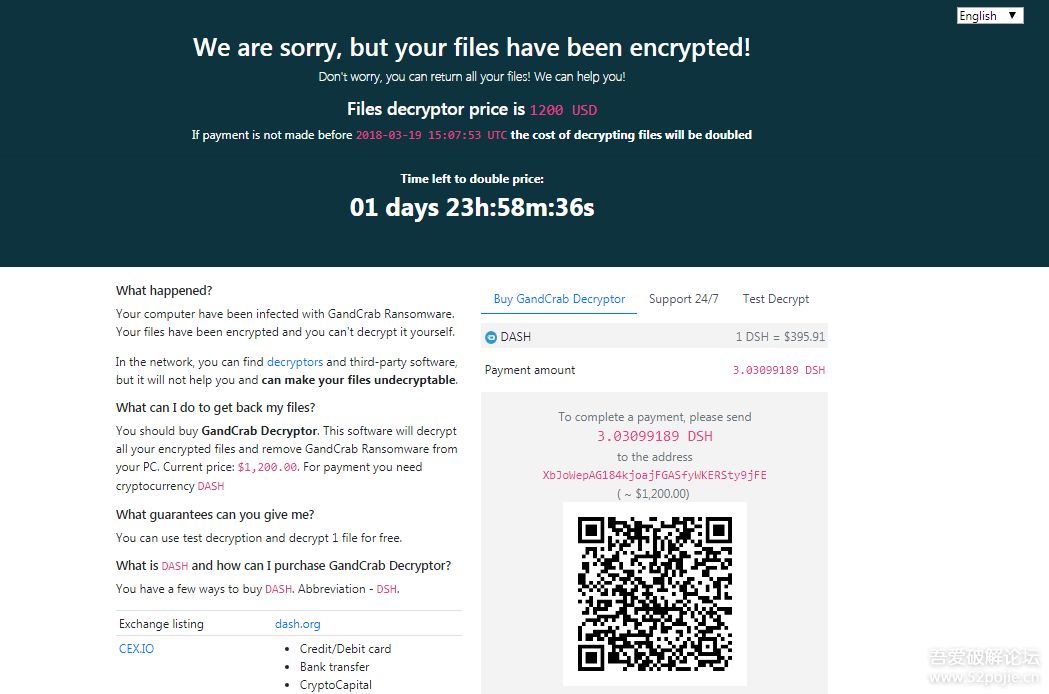 English ▼
We are sorry, but your files have been encrypted!
Don't worry, you can return all your files! We can help you!
Files decryptor price is 1200 USD
If payment is not made before 2018-03-19 15:07:53 UTC the cost of decrypting files will be doubled
Time left to double price:
01 days 23h:58m:36s
What happened?
Your computer have been infected with GandCrab Ransomware.
Your files have been encrypted and you can't decrypt it yourself.
In the network, you can find decryptors and third-party software,
but it will not help you and can make your files undecryptable.
What can I do to get back my files?
You should buy GandCrab Decryptor. This software will decrypt
all your encrypted files and remove GandCrab Ransomware from
your PC. Current price: $1,200.00. For payment you need
cryptocurrency DASH
What guarantees can you give me?
You can use test decryption and decrypt 1 file for free.
What is DASH and how can I purchase GandCrab Decryptor?
You have a few ways to buy DASH. Abbreviation - DSH.
Exchange listing dash.org
CEX.IO
• Credit/Debit card
• Bank transfer
• CryptoCapital
Buy GandCrab Decryptor Support 24/7 Test Decrypt
DASH 1 DSH = $395.91
Payment amount 3.03099189 DSH
To complete a payment, please send
3.03099189 DSH
to the address
XbJoWepAG184kjoajFGASfyWKERSty9jFE
( ~ $1,200.00)
吾爱破解论坛
www.52pojie.cn